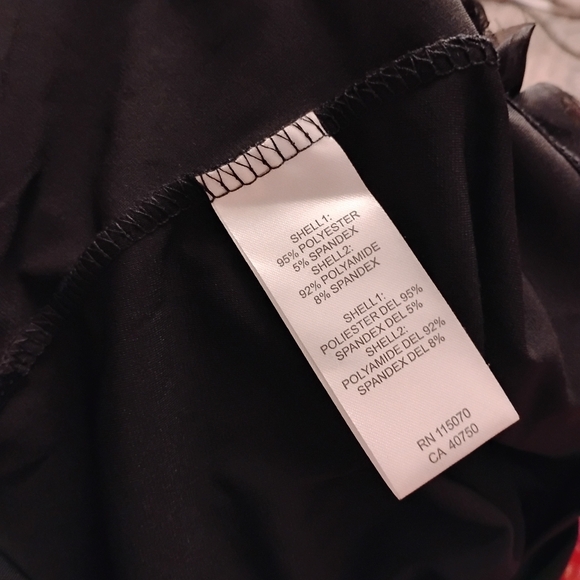 SHELL1:
95% POLYESTER
5% SPANDEX
SHELL2:
92% POLYAMIDE
8% SPANDEX
SHELL1:
POLIESTER DEL 95%
SPANDEX DEL 5%
SHELL2:
POLYAMIDE DEL 92%
SPANDEX DEL 8%
RN 115070
CA 40750